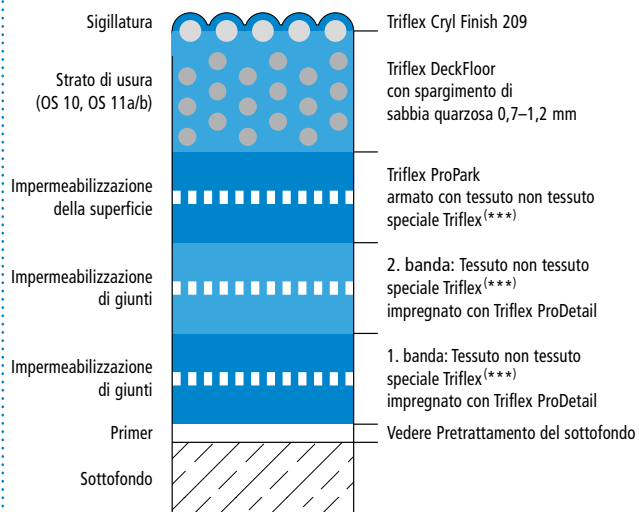 Sigillatura
Triflex Cryl Finish 209
Strato di usura
(OS 10, OS 11a/b)
Triflex DeckFloor
con spargimento di
sabbia quarzosa 0,7–1,2 mm
Impermeabilizzazione
della superficie
Triflex ProPark
armato con tessuto non tessuto
speciale Triflex(***)
Impermeabilizzazione
di giunti
2. banda: Tessuto non tessuto
speciale Triflex(***)
impregnato con Triflex ProDetail
Impermeabilizzazione
di giunti
1. banda: Tessuto non tessuto
speciale Triflex(***)
impregnato con Triflex ProDetail
Primer
Vedere Pretrattamento del sottofondo
Sottofondo